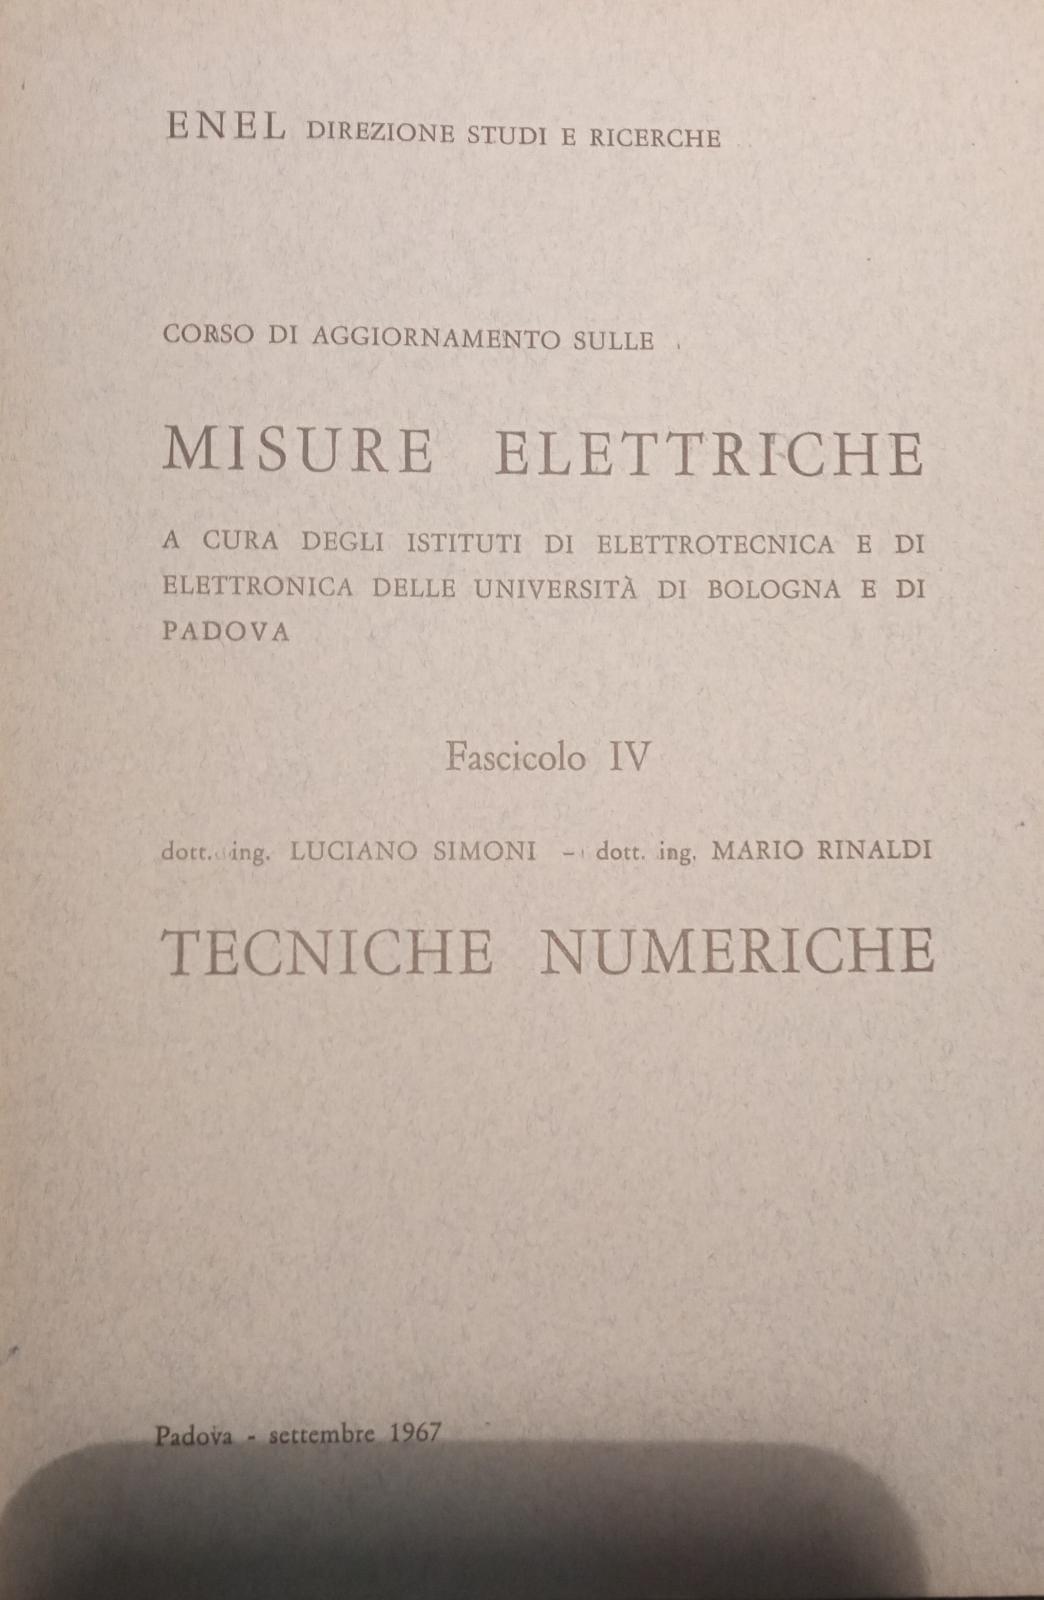 ENEL DIREZIONE STUDI E RICERCHE
CORSO DI AGGIORNAMENTO SULLE
MISURE ELETTRICHE
A CURA DEGLI ISTITUTI DI ELETTROTECNICA E DI
ELETTRONICA DELLE UNIVERSITÀ DI BOLOGNA E DI
PADOVA
Fascicolo IV
dott. ing. LUCIANO SIMONI – dott. ing. MARIO RINALDI
TECNICHE NUMERICHE
Padova - settembre 1967